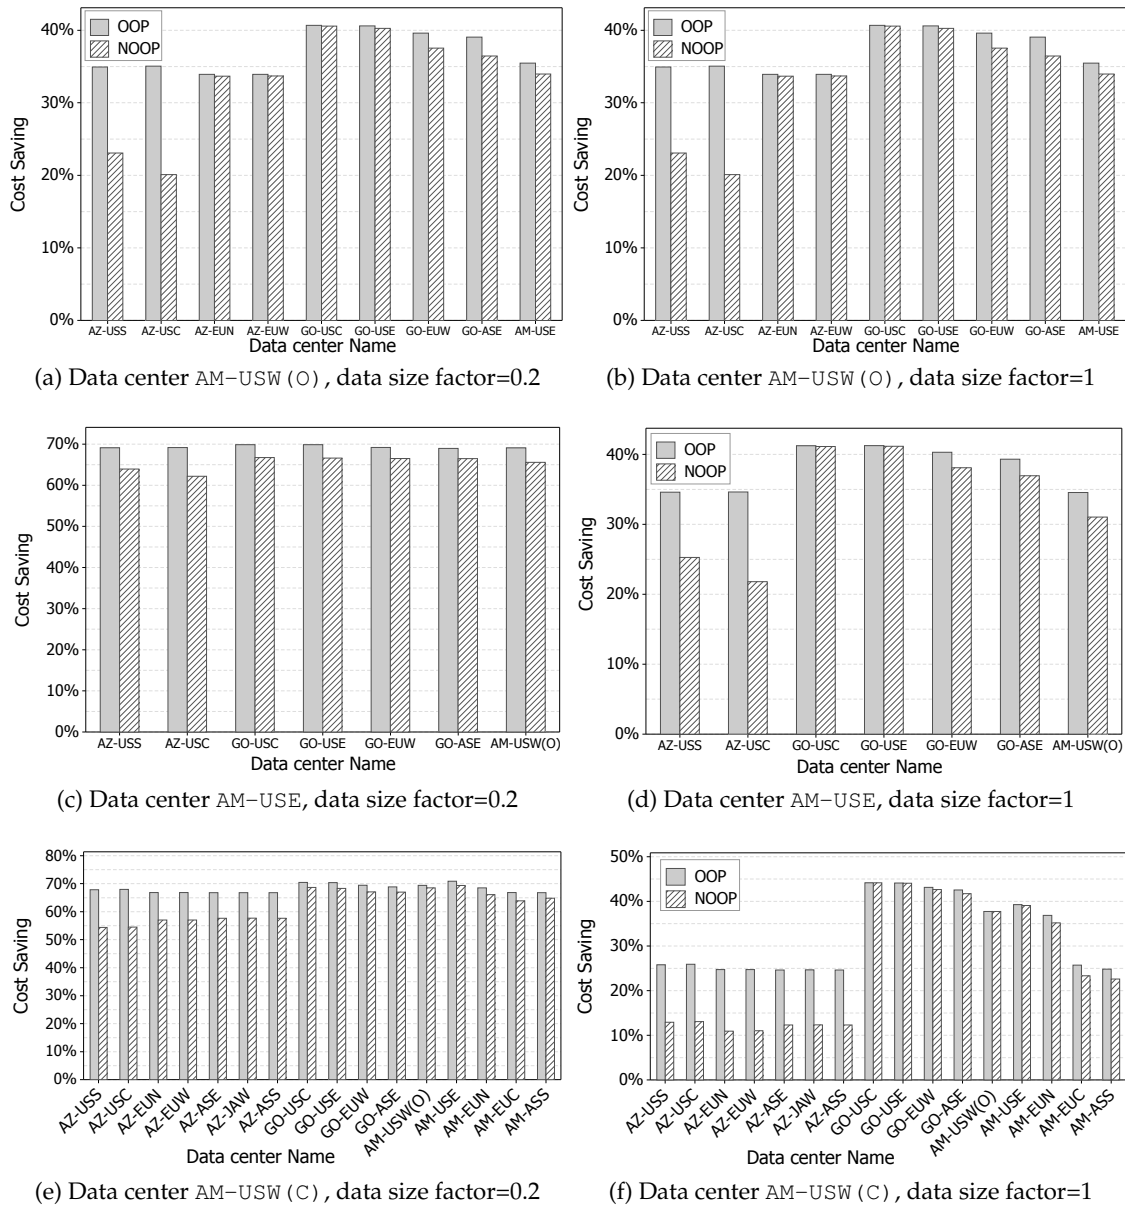 40%
30%
20%
10%
0%
Cost Saving
OOP
NOOP
AZ-USS AZ-USC AZ-EUN AZ-EUW GO-USC GO-USE GO-EUW GO-ASE AM-USE
Data center Name
(a) Data center AM-USW(O), data size factor=0.2
40%
30%
20%
10%
0%
Cost Saving
OOP
NOOP
AZ-USS AZ-USC AZ-EUN AZ-EUW GO-USC GO-USE GO-EUW GO-ASE AM-USE
Data center Name
(b) Data center AM-USW(O), data size factor=1
70%
60%
50%
40%
30%
20%
10%
0%
Cost Saving
AZ-USS AZ-USC GO-USC GO-USE GO-EUW GO-ASE AM-USW(O)
Data center Name
(c) Data center AM-USE, data size factor=0.2
40%
30%
20%
10%
0%
Cost Saving
OOP
NOOP
AZ-USS AZ-USC GO-USC GO-USE GO-EUW GO-ASE AM-USW(O)
Data center Name
(d) Data center AM-USE, data size factor=1
80%
70%
60%
50%
40%
30%
20%
10%
0%
Cost Saving
AZ-USS AZ-USC AZ-EUN AZ-EUW AZ-ASE AZ-JAW AZ-ASS GO-USC GO-USE GO-EUW GO-ASE AM-USW(O) AM-USE AM-EUN AM-EUC AM-ASS
Data center Name
(e) Data center AM-USW(C), data size factor=0.2
50%
40%
30%
20%
10%
0%
Cost Saving
OOP
NOOP
AZ-USS AZ-USC AZ-EUN AZ-EUW AZ-ASE AZ-JAW AZ-ASS GO-USC GO-USE GO-EUW GO-ASE AM-USW(O) AM-USE AM-EUN AM-EUC AM-ASS
Data center Name
(f) Data center AM-USW(C), data size factor=1